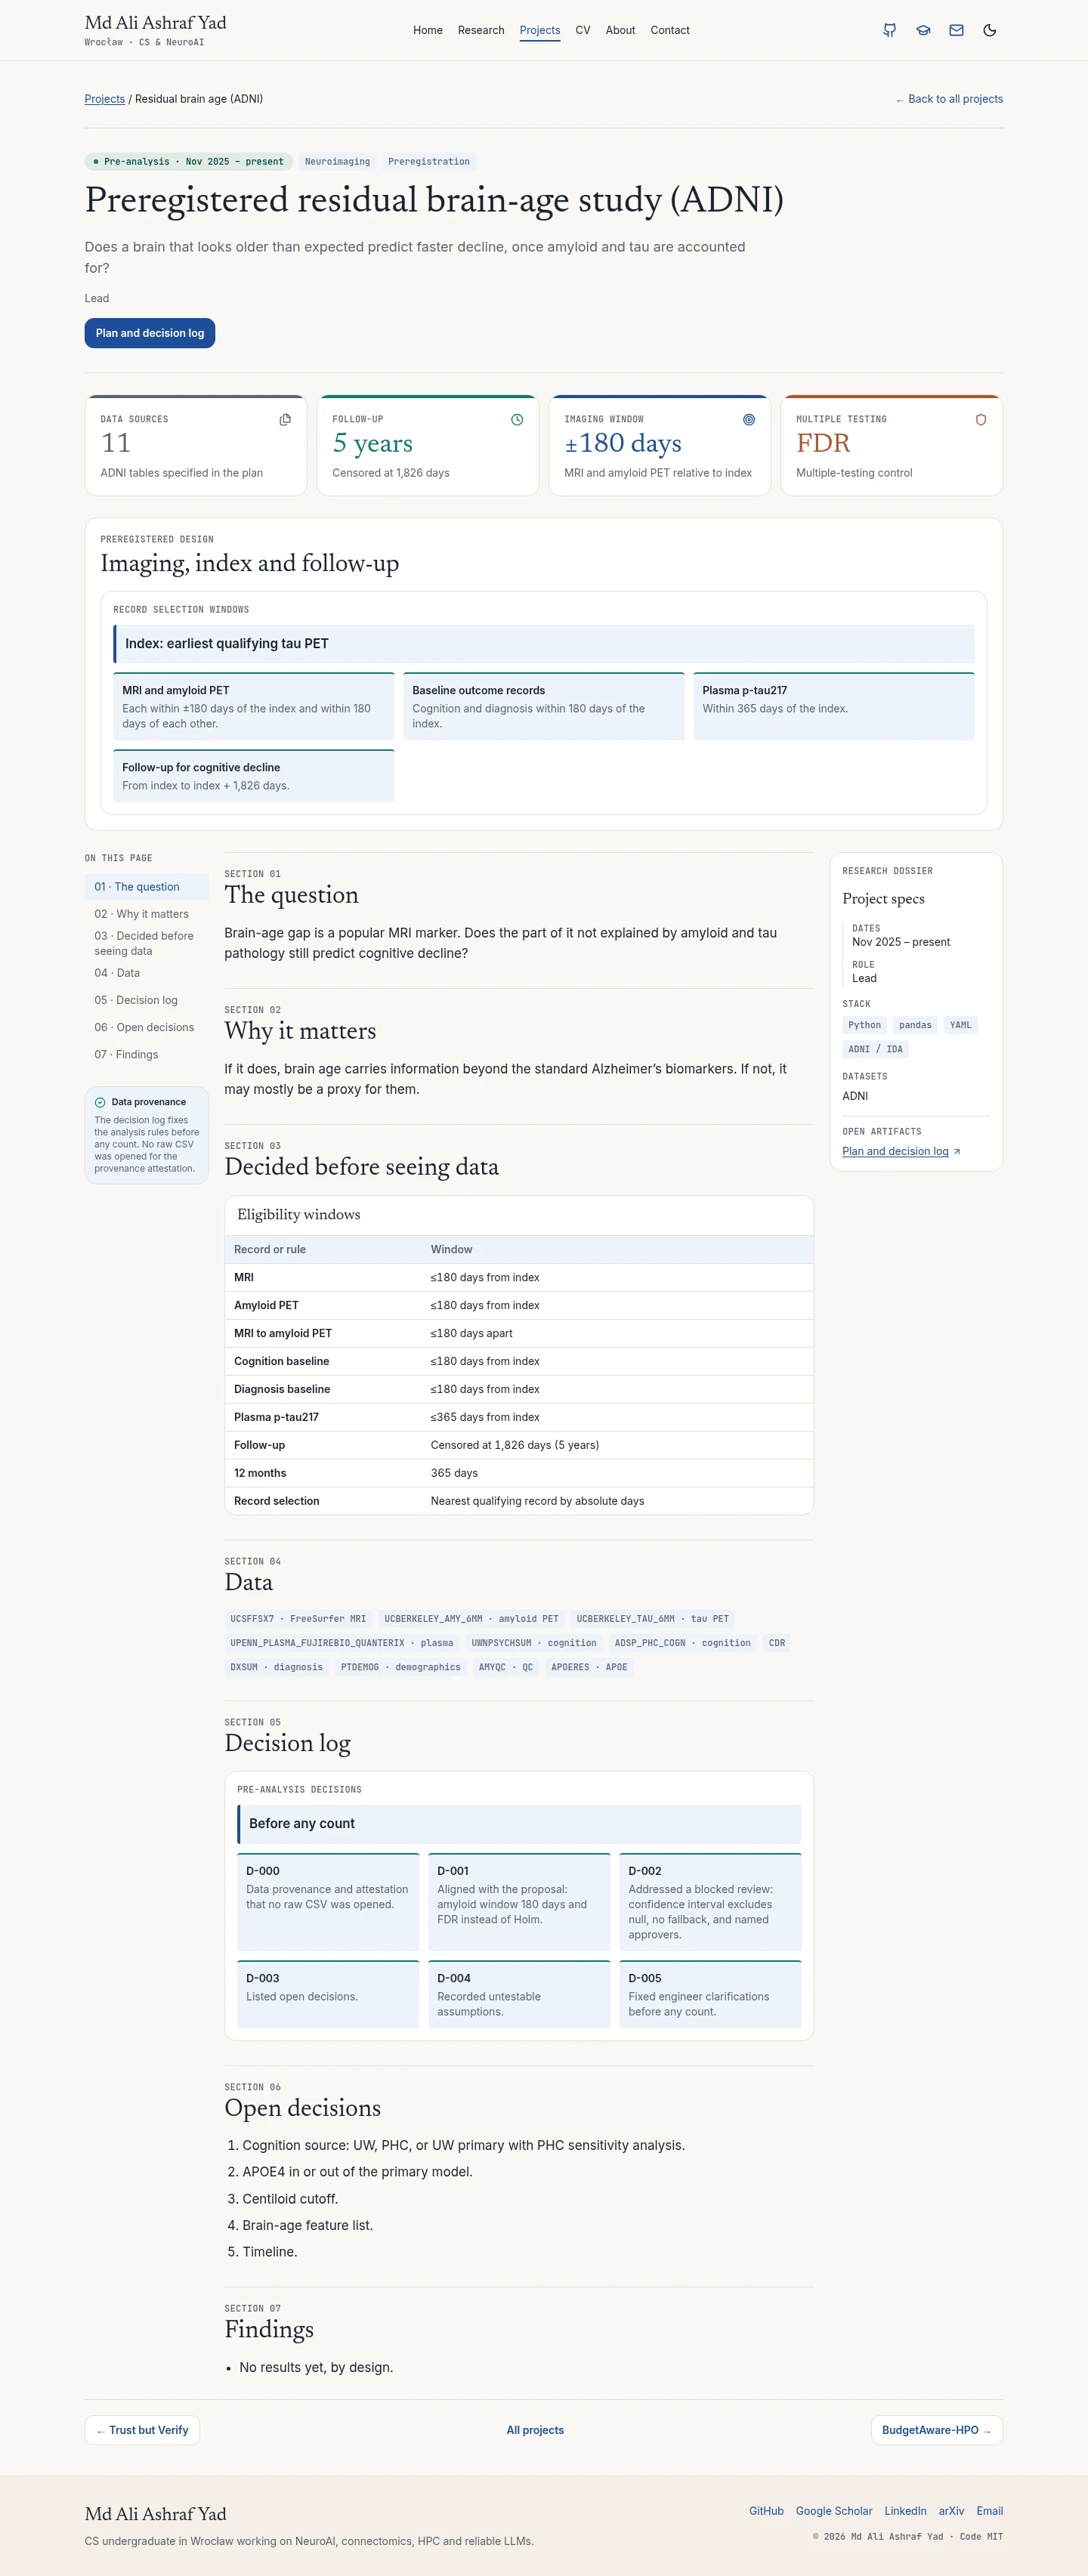 Md Ali Ashraf Yad
Wrocław · CS & NeuroAI
Home Research Projects CV About Contact
Projects / Residual brain age (ADNI)
← Back to all projects
Pre-analysis · Nov 2025 – present
Neuroimaging
Preregistration
Preregistered residual brain-age study (ADNI)
Does a brain that looks older than expected predict faster decline, once amyloid and tau are accounted
for?
Lead
Plan and decision log
DATA SOURCES
11
ADNI tables specified in the plan
FOLLOW-UP
5 years
Censored at 1,826 days
IMAGING WINDOW
±180 days
MRI and amyloid PET relative to index
MULTIPLE TESTING
FDR
Multiple-testing control
PREREGISTERED DESIGN
Imaging, index and follow-up
RECORD SELECTION WINDOWS
Index: earliest qualifying tau PET
MRI and amyloid PET
Each within ±180 days of the index and within 180
days of each other.
Baseline outcome records
Cognition and diagnosis within 180 days of the
index.
Plasma p-tau217
Within 365 days of the index.
Follow-up for cognitive decline
From index to index + 1,826 days.
ON THIS PAGE
01 · The question
02 · Why it matters
03 · Decided before
seeing data
04 · Data
05 · Decision log
06 · Open decisions
07 · Findings
Data provenance
The decision log fixes
the analysis rules before
any count. No raw CSV
was opened for the
provenance attestation.
SECTION 01
The question
Brain-age gap is a popular MRI marker. Does the part of it not explained by amyloid and tau
pathology still predict cognitive decline?
SECTION 02
Why it matters
If it does, brain age carries information beyond the standard Alzheimer's biomarkers. If not, it
may mostly be a proxy for them.
SECTION 03
Decided before seeing data
Eligibility windows
Record or rule Window
MRI ≤180 days from index
Amyloid PET ≤180 days from index
MRI to amyloid PET ≤180 days apart
Cognition baseline ≤180 days from index
Diagnosis baseline ≤180 days from index
Plasma p-tau217 ≤365 days from index
Follow-up Censored at 1,826 days (5 years)
12 months 365 days
Record selection Nearest qualifying record by absolute days
SECTION 04
Data
UCSFFSX7 · FreeSurfer MRI UCBERKELEY_AMY_6MM · amyloid PET UCBERKELEY_TAU_6MM · tau PET
UPENN_PLASMA_FUJIREBIO_QUANTERIX · plasma UWNPSYCHSUM · cognition ADSP_PHC_COGN · cognition CDR
DXSUM · diagnosis PTDEMOG · demographics AMYQC · QC APOERES · APOE
SECTION 05
Decision log
PRE-ANALYSIS DECISIONS
Before any count
D-000
Data provenance and attestation
that no raw CSV was opened.
D-001
Aligned with the proposal:
amyloid window 180 days and
FDR instead of Holm.
D-002
Addressed a blocked review:
confidence interval excludes
null, no fallback, and named
approvers.
D-003
Listed open decisions.
D-004
Recorded untestable
assumptions.
D-005
Fixed engineer clarifications
before any count.
SECTION 06
Open decisions
1. Cognition source: UW, PHC, or UW primary with PHC sensitivity analysis.
2. APOE4 in or out of the primary model.
3. Centiloid cutoff.
4. Brain-age feature list.
5. Timeline.
SECTION 07
Findings
• No results yet, by design.
RESEARCH DOSSIER
Project specs
DATES
Nov 2025 – present
ROLE
Lead
STACK
Python pandas YAML
ADNI / IDA
DATASETS
ADNI
OPEN ARTIFACTS
Plan and decision log ↗
← Trust but Verify
All projects
BudgetAware-HPO →
Md Ali Ashraf Yad
CS undergraduate in Wrocław working on NeuroAI, connectomics, HPC and reliable LLMs.
GitHub Google Scholar LinkedIn arXiv Email
© 2026 Md Ali Ashraf Yad · Code MIT